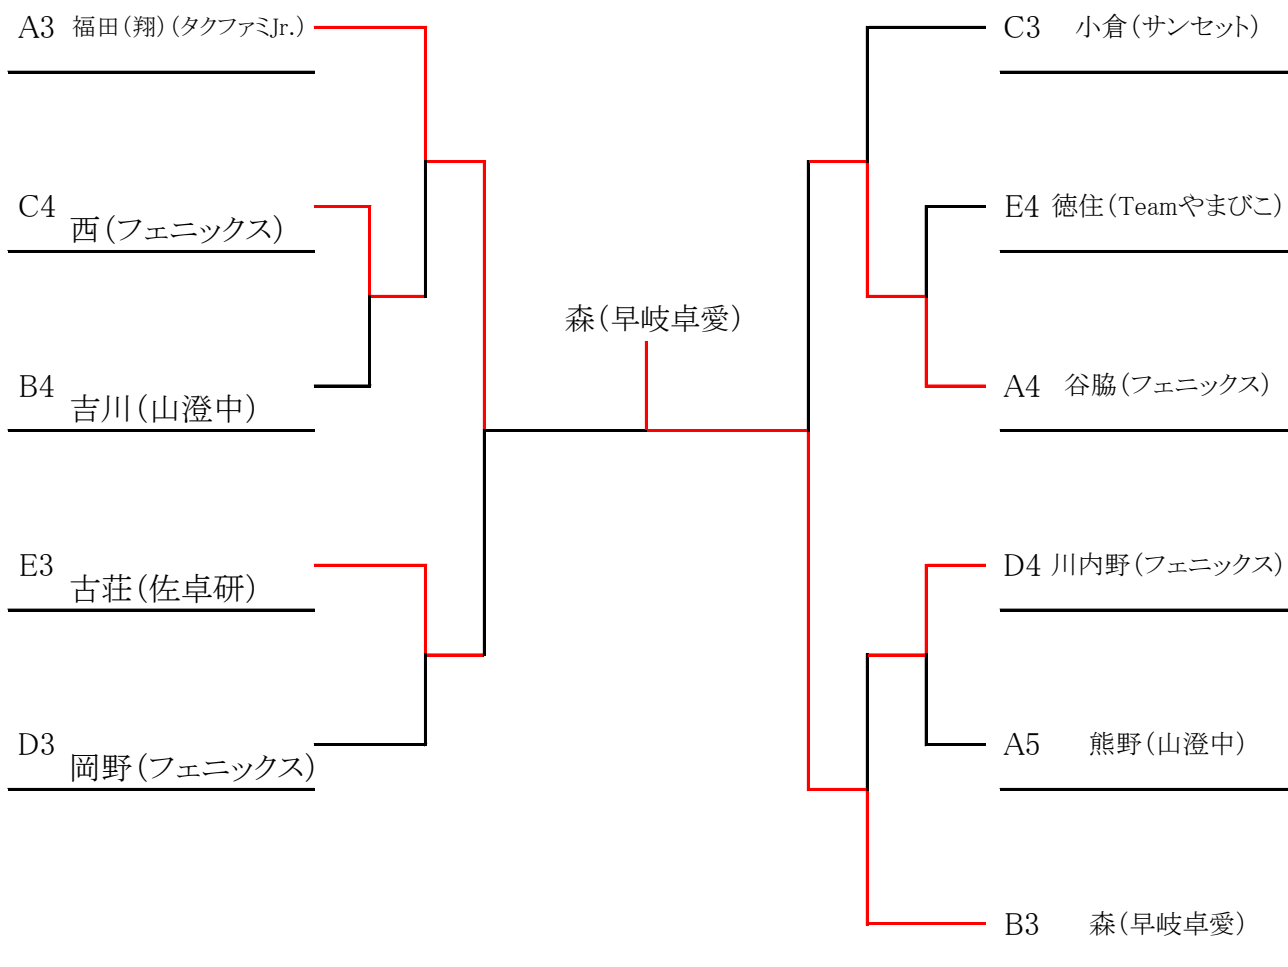 A3 福田(翔)(タクファミJr.)
C4 西(フェニックス)
B4 吉川(山澄中)
E3 古荘(佐卓研)
D3 岡野(フェニックス)
森(早岐卓愛)
C3 小倉(サンセット)
E4 徳住(Teamやまびこ)
A4 谷脇(フェニックス)
D4 川内野(フェニックス)
A5 熊野(山澄中)
B3 森(早岐卓愛)